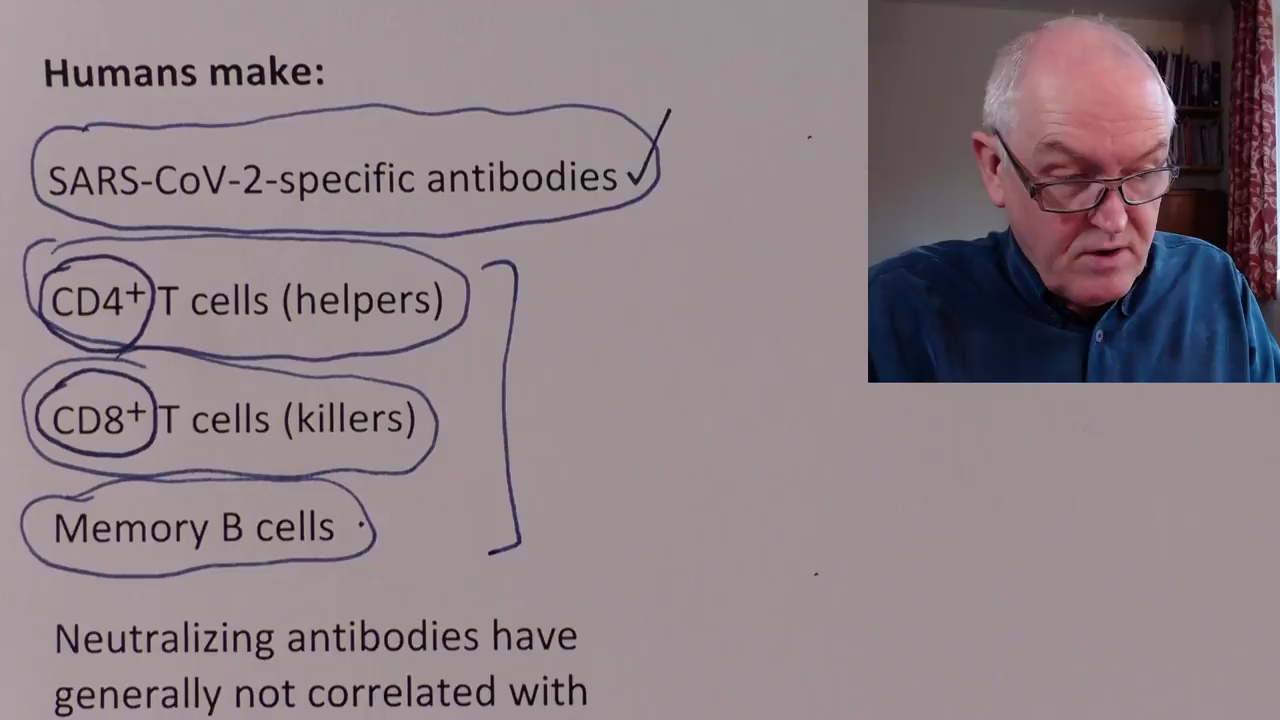 Humans make:
SARS-CoV-2-specific antibodies ✓
CD4⁺ T cells (helpers)
CD8⁺ T cells (killers)
Memory B cells
Neutralizing antibodies have
generally not correlated with